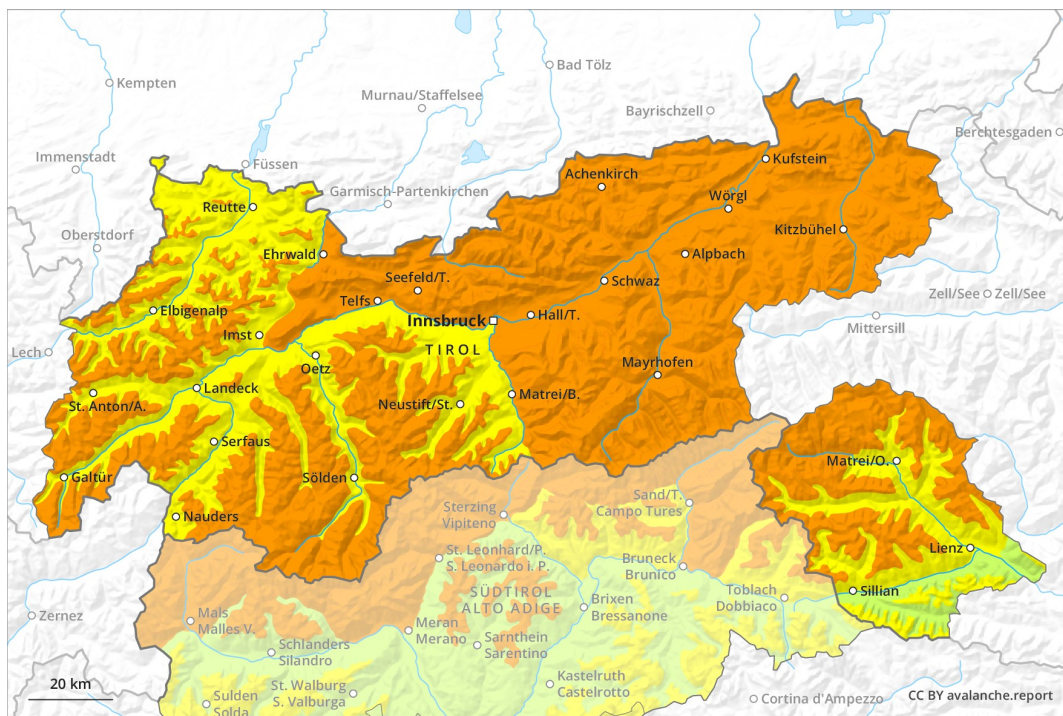 Bad Tölz
Kempten
Murnau/Staffelsee
Bayrischzell
Berchtesgaden
Immenstadt
Füssen
Kufstein
Achenkirch
Garmisch-Partenkirchen
Wörgl
Reutte
Oberstdorf
Kitzbühel
Ehrwald
Alpbach
Seefeld/T.
Schwaz
Zell/See
Zell/See
Telfs
Elbigenalp
Innsbruck
Hall/T.
Mittersill
Imst
Lech
TIROL
Oetz
Mayrhofen
Landeck
St. Anton/A.
Matrei/B.
Neustift/St.
Serfaus
Matrei/O.
Galtür
Sölden
Sand/T.
Campo Tures
Sterzing
Vipiteno
Nauders
Lienz
St. Leonhard/P.
S. Leonardo i. P.
Bruneck
Brunico
Sillian
SÜDTIROL
ALTO ADIGE
Toblach
Dobbiaco
Brixen
Bressanone
Zernez
Mals
Malles V.
Meran
Merano
Sarnthein
Sarentino
Schlanders
Silandro
Kastelruth
Castelrotto
20 km
St. Walburg
S. Valburga
Sulden
Solda
Cortina d'Ampezzo
CC BY avalanche.report